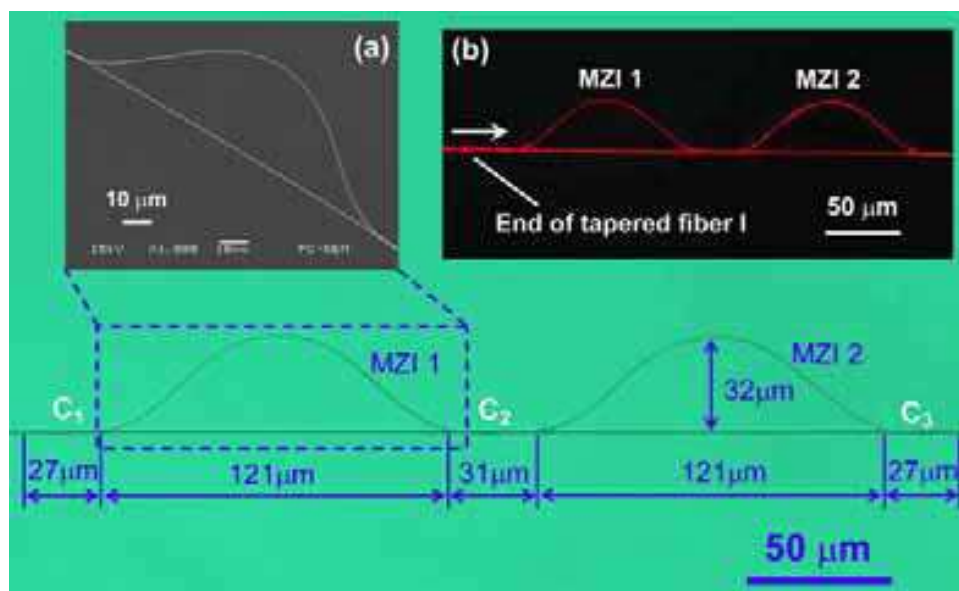 (a)
10 μm
(b)
MZI 1
MZI 2
End of tapered fiber I
50 μm
MZI 1
MZI 2
C₁
C₂
32μm
C₃
27μm
121μm
31μm
121μm
27μm
50 μm